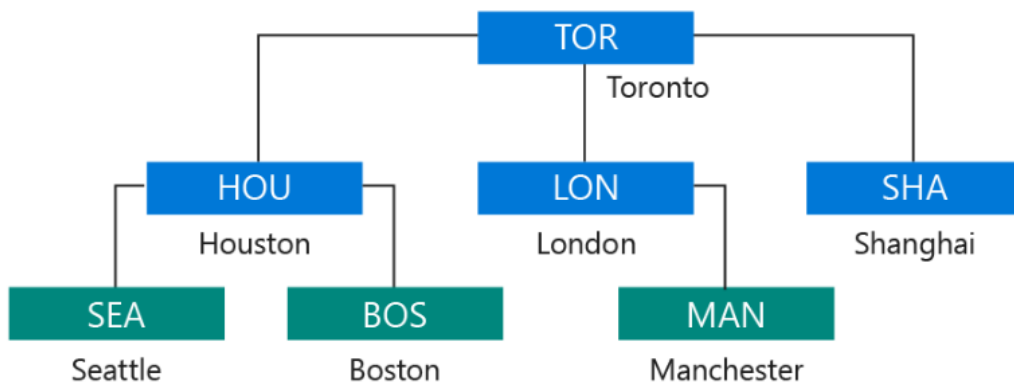 TOR
Toronto
HOU
LON
SHA
Houston
London
Shanghai
SEA
BOS
MAN
Seattle
Boston
Manchester